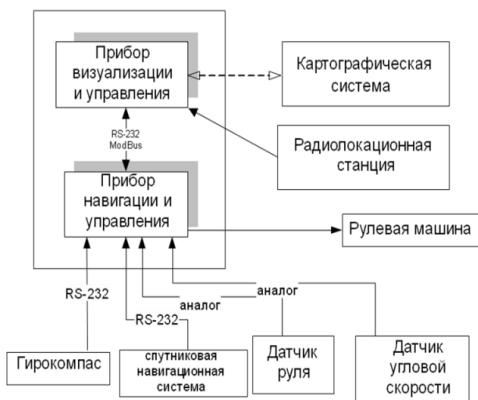 Прибор
визуализации
и управления
Картографическая
система
RS-232
ModBus
Радиолокационная
станция
Прибор
навигации и
управления
Рулевая машина
RS-232
аналог
аналог
RS-232
Гирокомпас
спутниковая
навигационная
система
Датчик
руля
Датчик
угловой
скорости